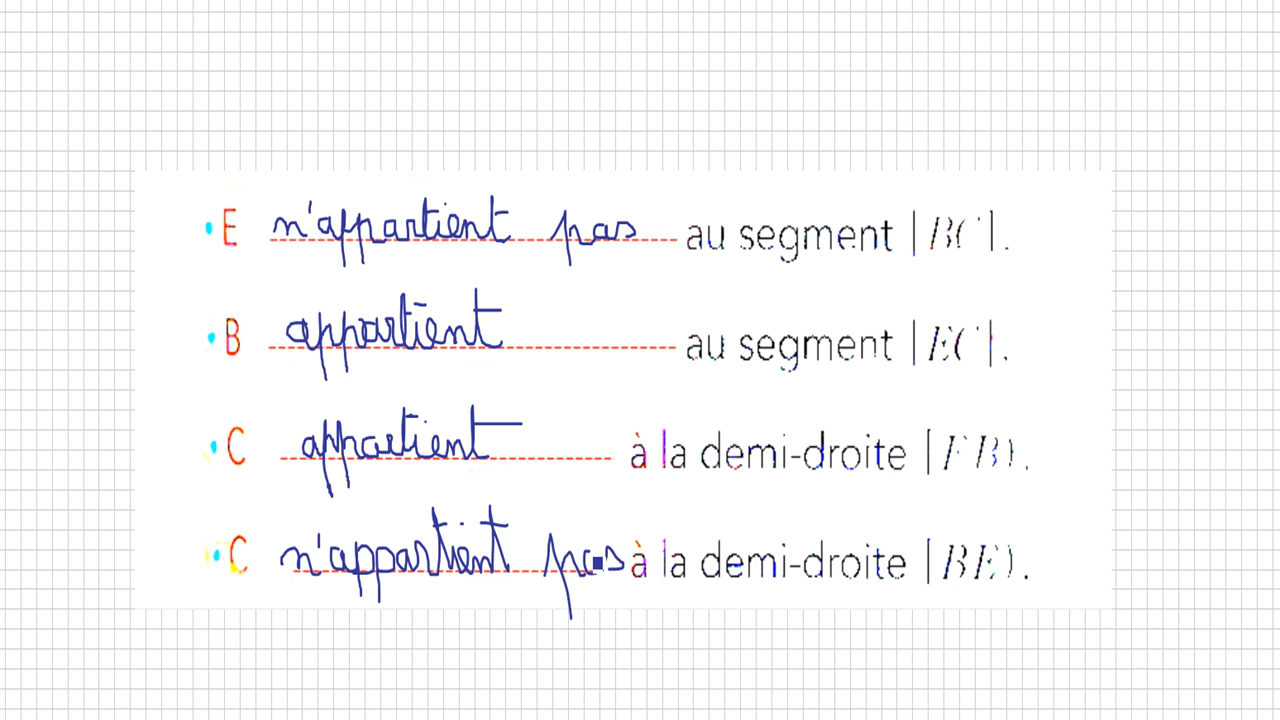 • E n'appartient pas au segment [BC].
• B appartient au segment [EC].
• C appartient à la demi-droite [EB).
• C n'appartient pas à la demi-droite [BE).